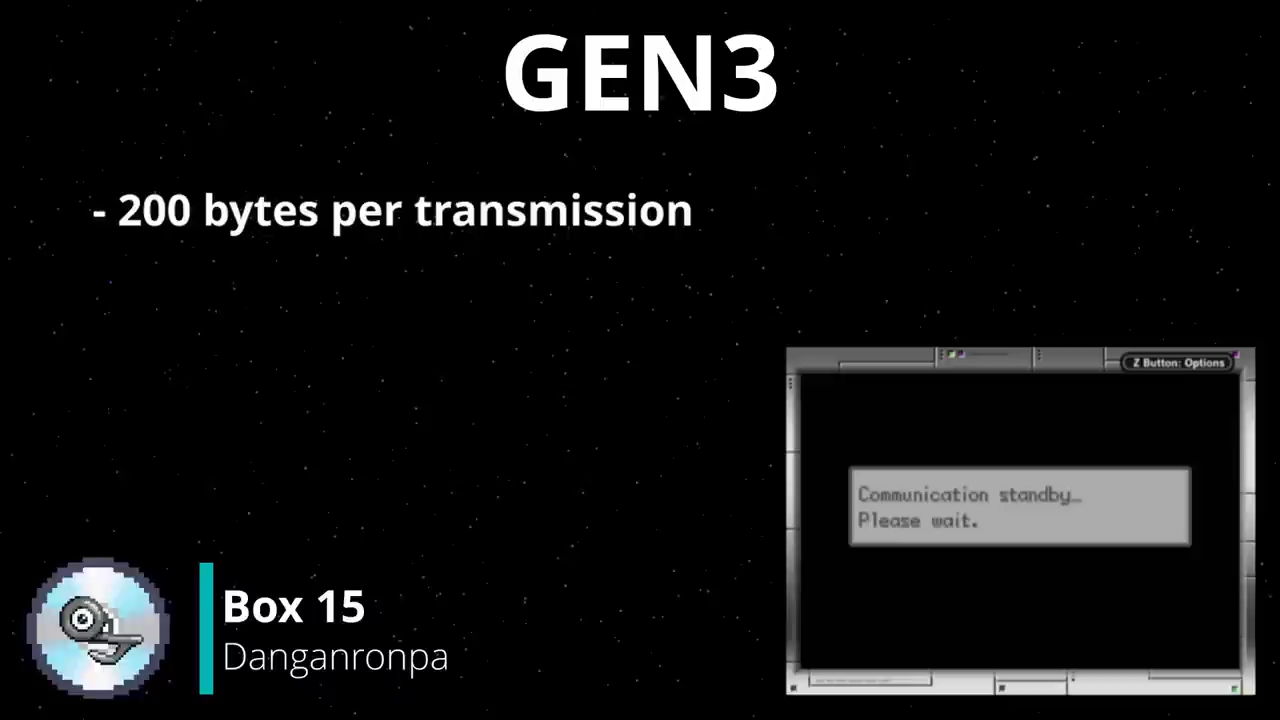 GEN3
- 200 bytes per transmission
Z Button: Options
Communication standby…
Please wait.
Box 15
Danganronpa